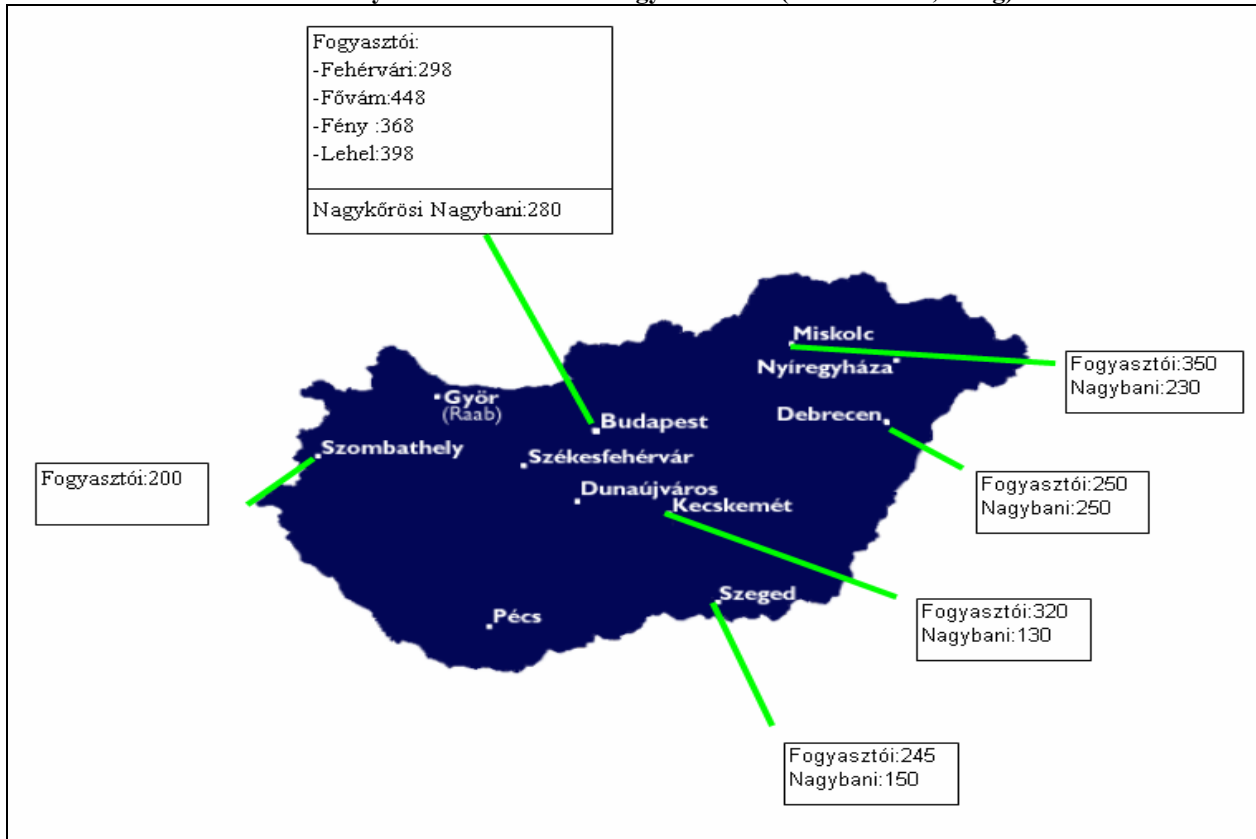 Fogyasztói:
-Fehérvári:298
-Fővám:448
-Fény :368
-Lehel:398
Nagykőrösi Nagybani:280
Miskolc
Nyíregyháza
Fogyasztói:350
Nagybani:230
Győr
(Raab)
Budapest
Debrecen
Szombathely
Székesfehérvár
Fogyasztói:200
Dunaújváros
Kecskemét
Fogyasztói:250
Nagybani:250
Szeged
Pécs
Fogyasztói:320
Nagybani:130
Fogyasztói:245
Nagybani:150